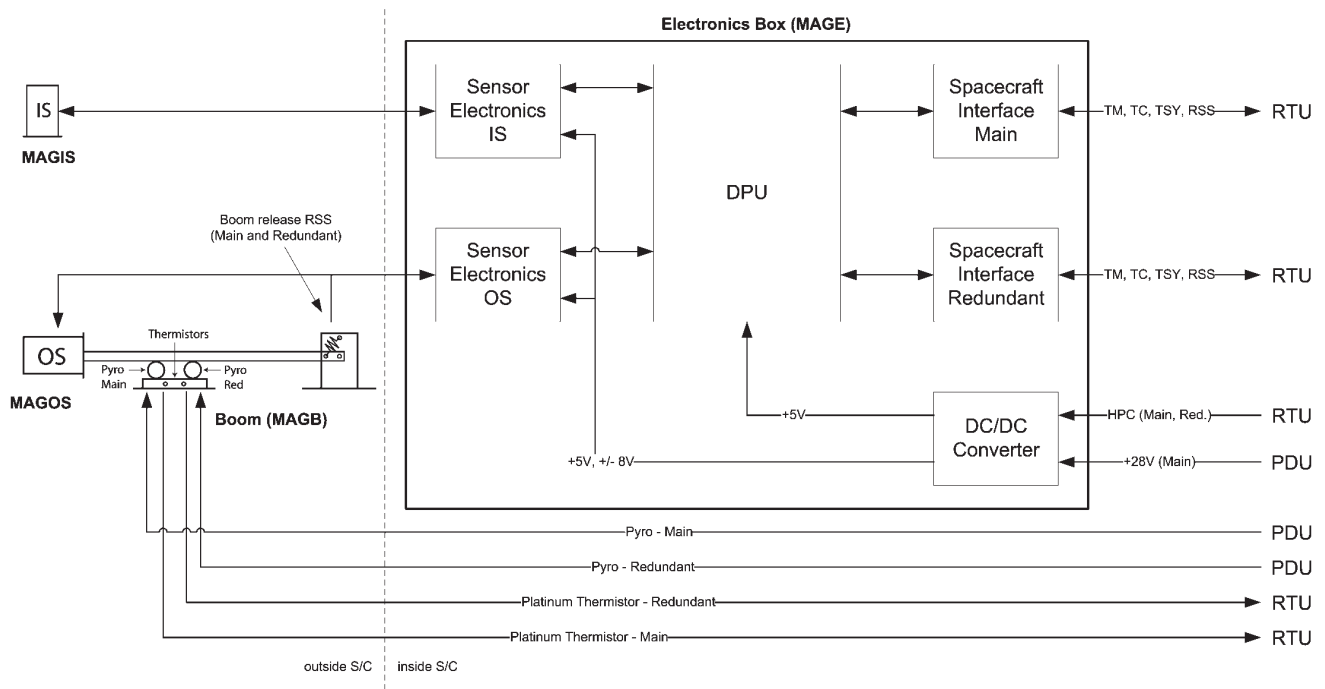 Electronics Box (MAGE)
IS
MAGIS
Sensor
Electronics
IS
DPU
Spacecraft
Interface
Main
TM, TC, TSY, RSS
RTU
Boom release RSS
(Main and Redundant)
Sensor
Electronics
OS
Spacecraft
Interface
Redundant
TM, TC, TSY, RSS
RTU
OS
MAGOS
Thermistors
Pyro
Main
Pyro
Red
Boom (MAGB)
+5V
+5V, +/- 8V
DC/DC
Converter
HPC (Main, Red.)
RTU
+28V (Main)
PDU
Pyro - Main
PDU
Pyro - Redundant
PDU
Platinum Thermistor - Redundant
RTU
Platinum Thermistor - Main
RTU
outside S/C
inside S/C